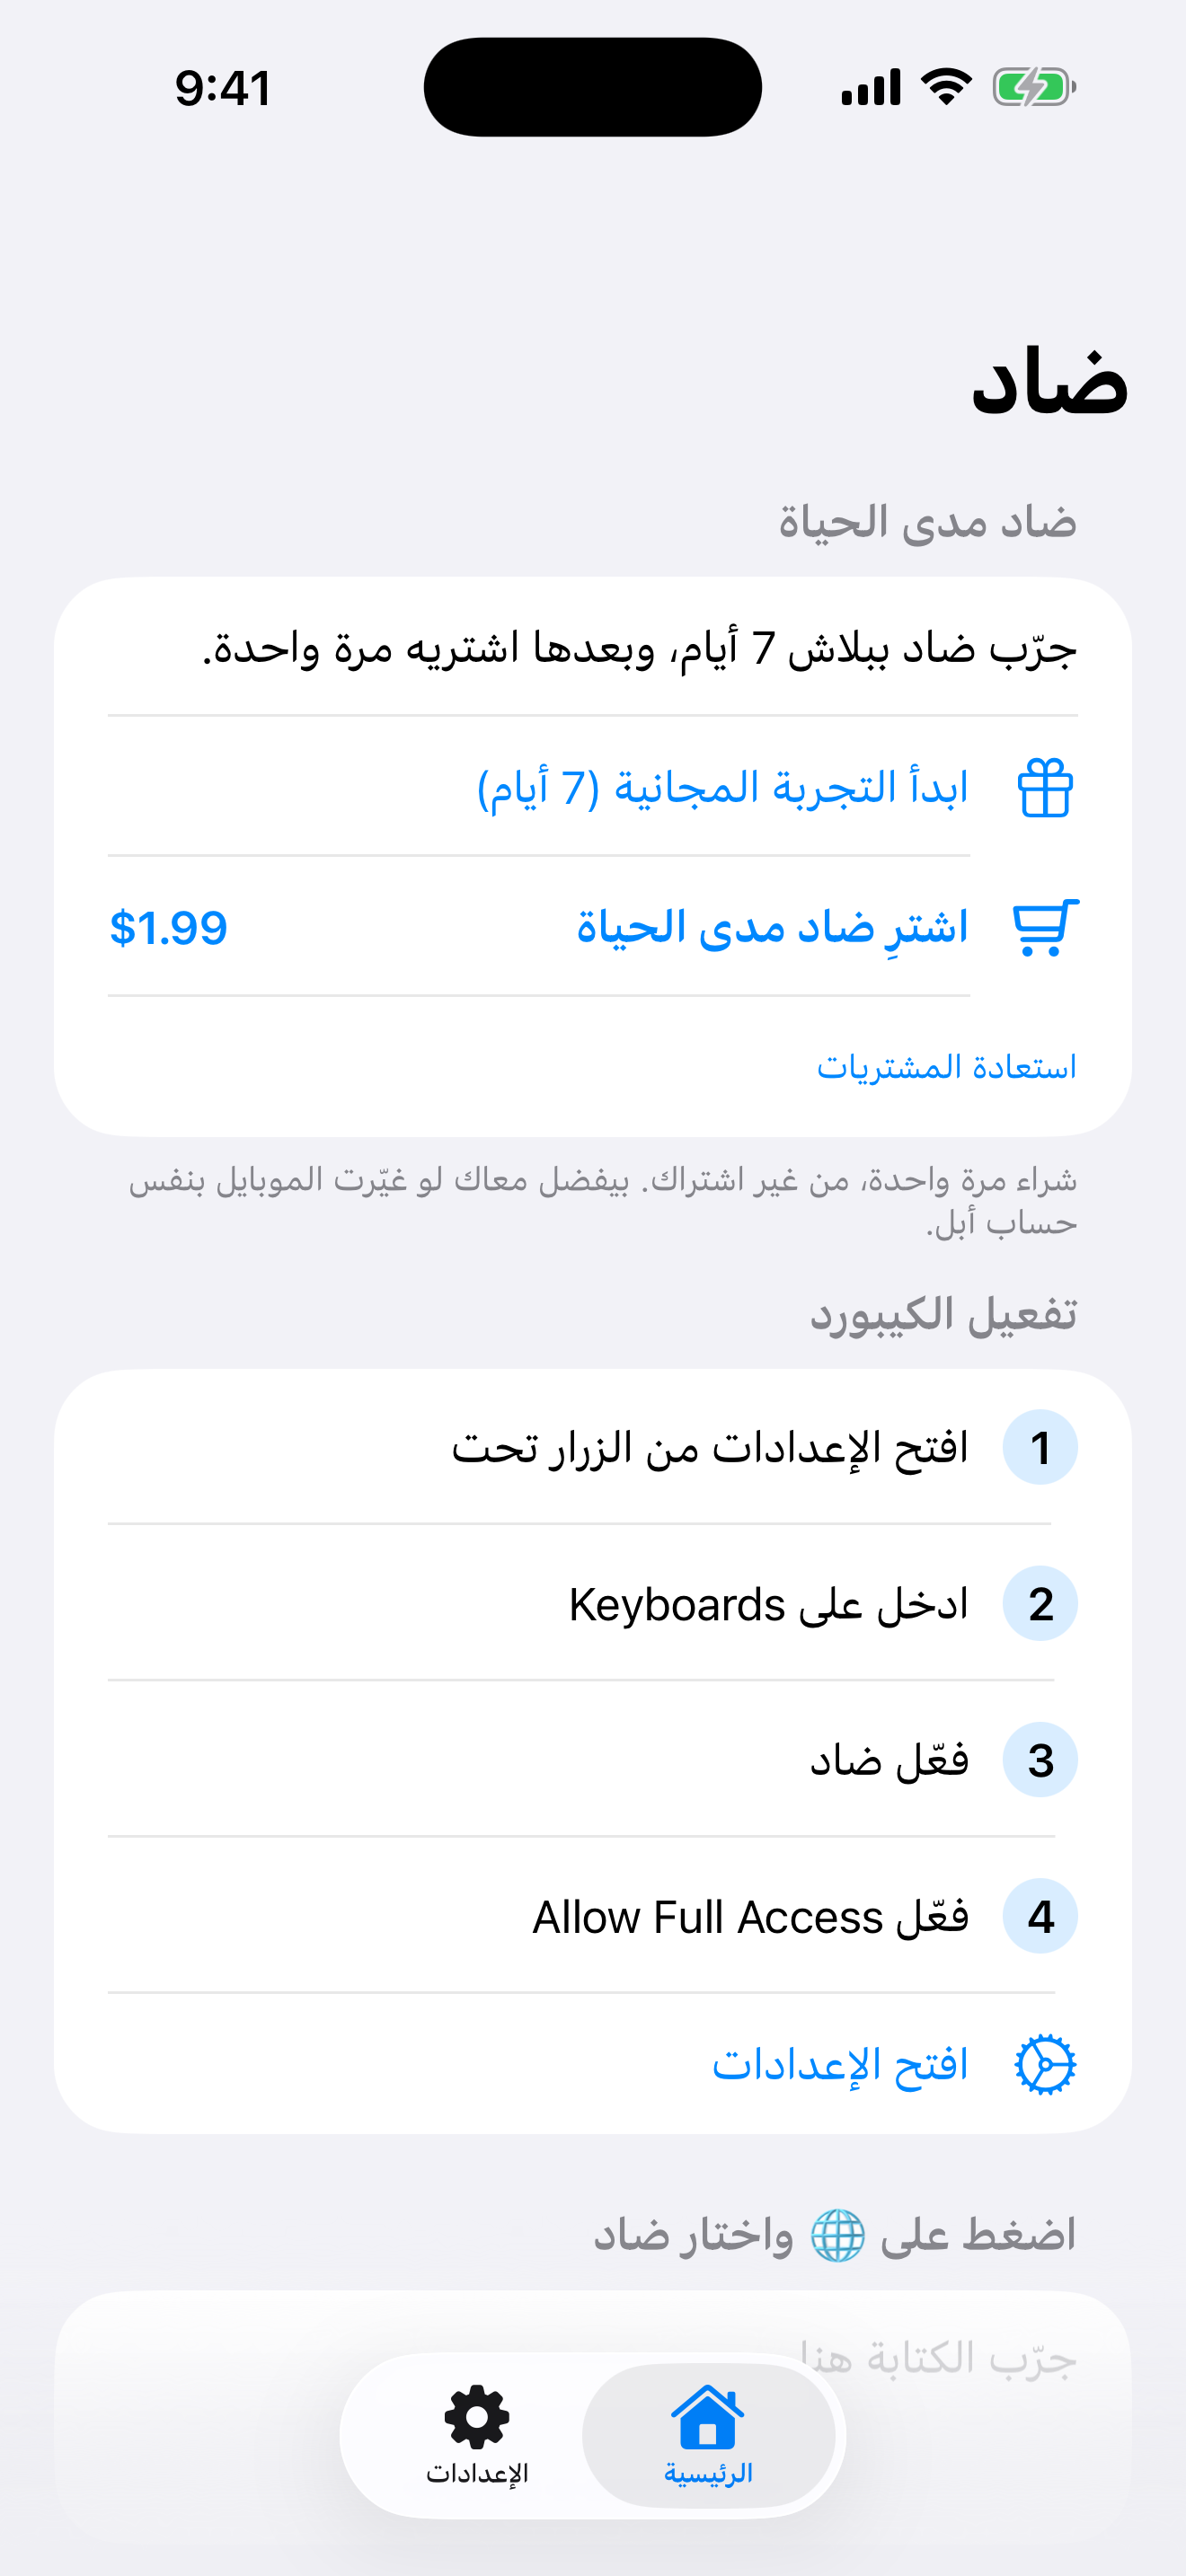 9:41
ضاد
ضاد مدى الحياة
جرّب ضاد ببلاش 7 أيام، وبعدها اشتريه مرة واحدة.
ابدأ التجربة المجانية (7 أيام)
اشترِ ضاد مدى الحياة $1.99
استعادة المشتريات
شراء مرة واحدة، من غير اشتراك. بيفضل معاك لو غيّرت الموبايل بنفس
حساب أبل.
تفعيل الكيبورد
1 افتح الإعدادات من الزرار تحت
2 ادخل على Keyboards
3 فعّل ضاد
4 فعّل Allow Full Access
افتح الإعدادات
اضغط على 🌐 واختار ضاد
جرّب الكتابة هنا
الرئيسية
الإعدادات